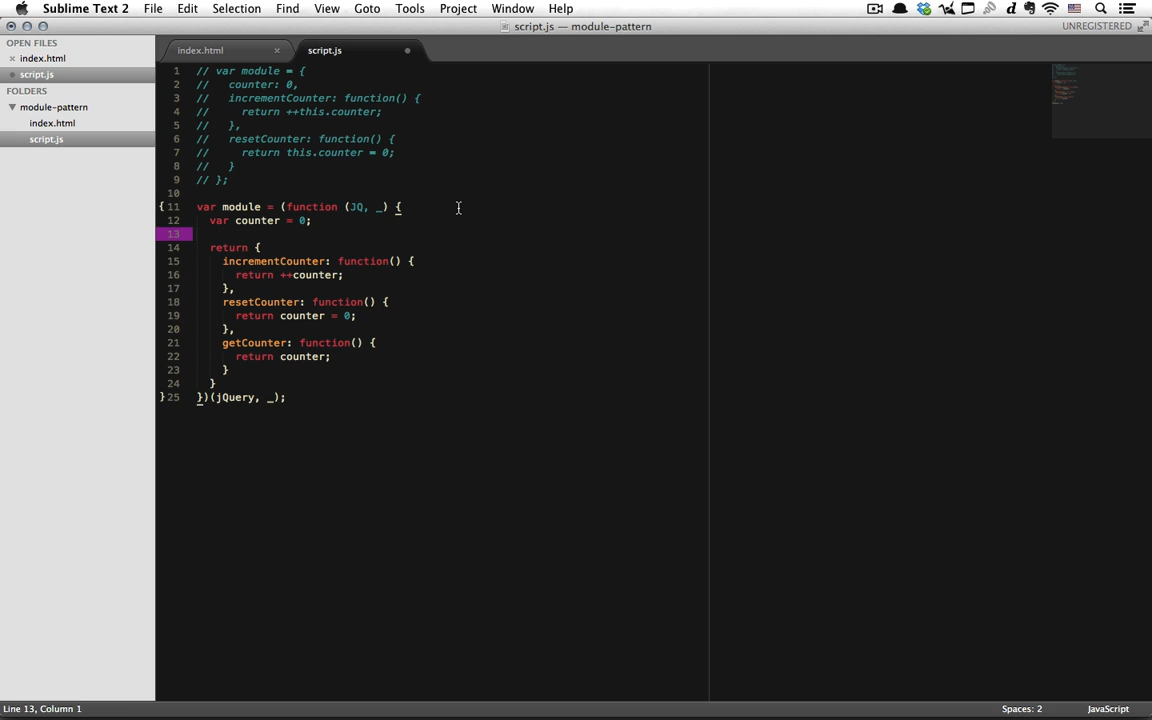 Sublime Text 2 File Edit Selection Find View Goto Tools Project Window Help
script.js — module-pattern UNREGISTERED
OPEN FILES
× index.html
script.js
FOLDERS
module-pattern
index.html
script.js
index.html × script.js
1 // var module = {
2 //   counter: 0,
3 //   incrementCounter: function() {
4 //     return ++this.counter;
5 //   },
6 //   resetCounter: function() {
7 //     return this.counter = 0;
8 //   }
9 // };
10
{ 11 var module = (function (JQ, _) {
12   var counter = 0;
13
14   return {
15     incrementCounter: function() {
16       return ++counter;
17     },
18     resetCounter: function() {
19       return counter = 0;
20     },
21     getCounter: function() {
22       return counter;
23     }
24   }
} 25 })(jQuery, _);
Line 13, Column 1 Spaces: 2 JavaScript